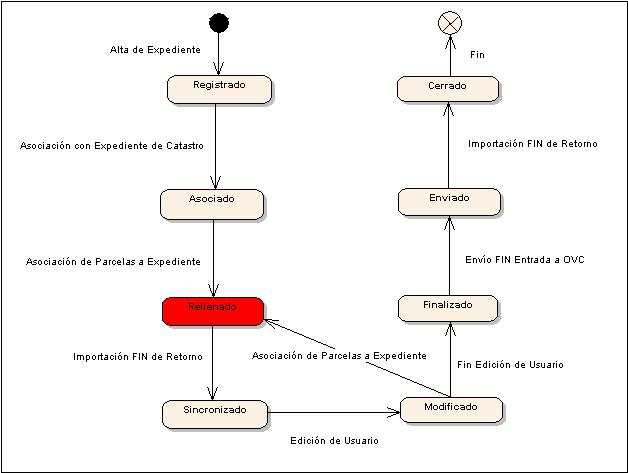 Alta de Expediente
Registrado
Asociación con Expediente de Catastro
Asociado
Asociación de Parcelas a Expediente
Rellenado
Importación FIN de Retorno
Sincronizado
Edición de Usuario
Asociación de Parcelas a Expediente
Modificado
Fin Edición de Usuario
Finalizado
Envío FIN Entrada a OVC
Enviado
Importación FIN de Retorno
Cerrado
Fin